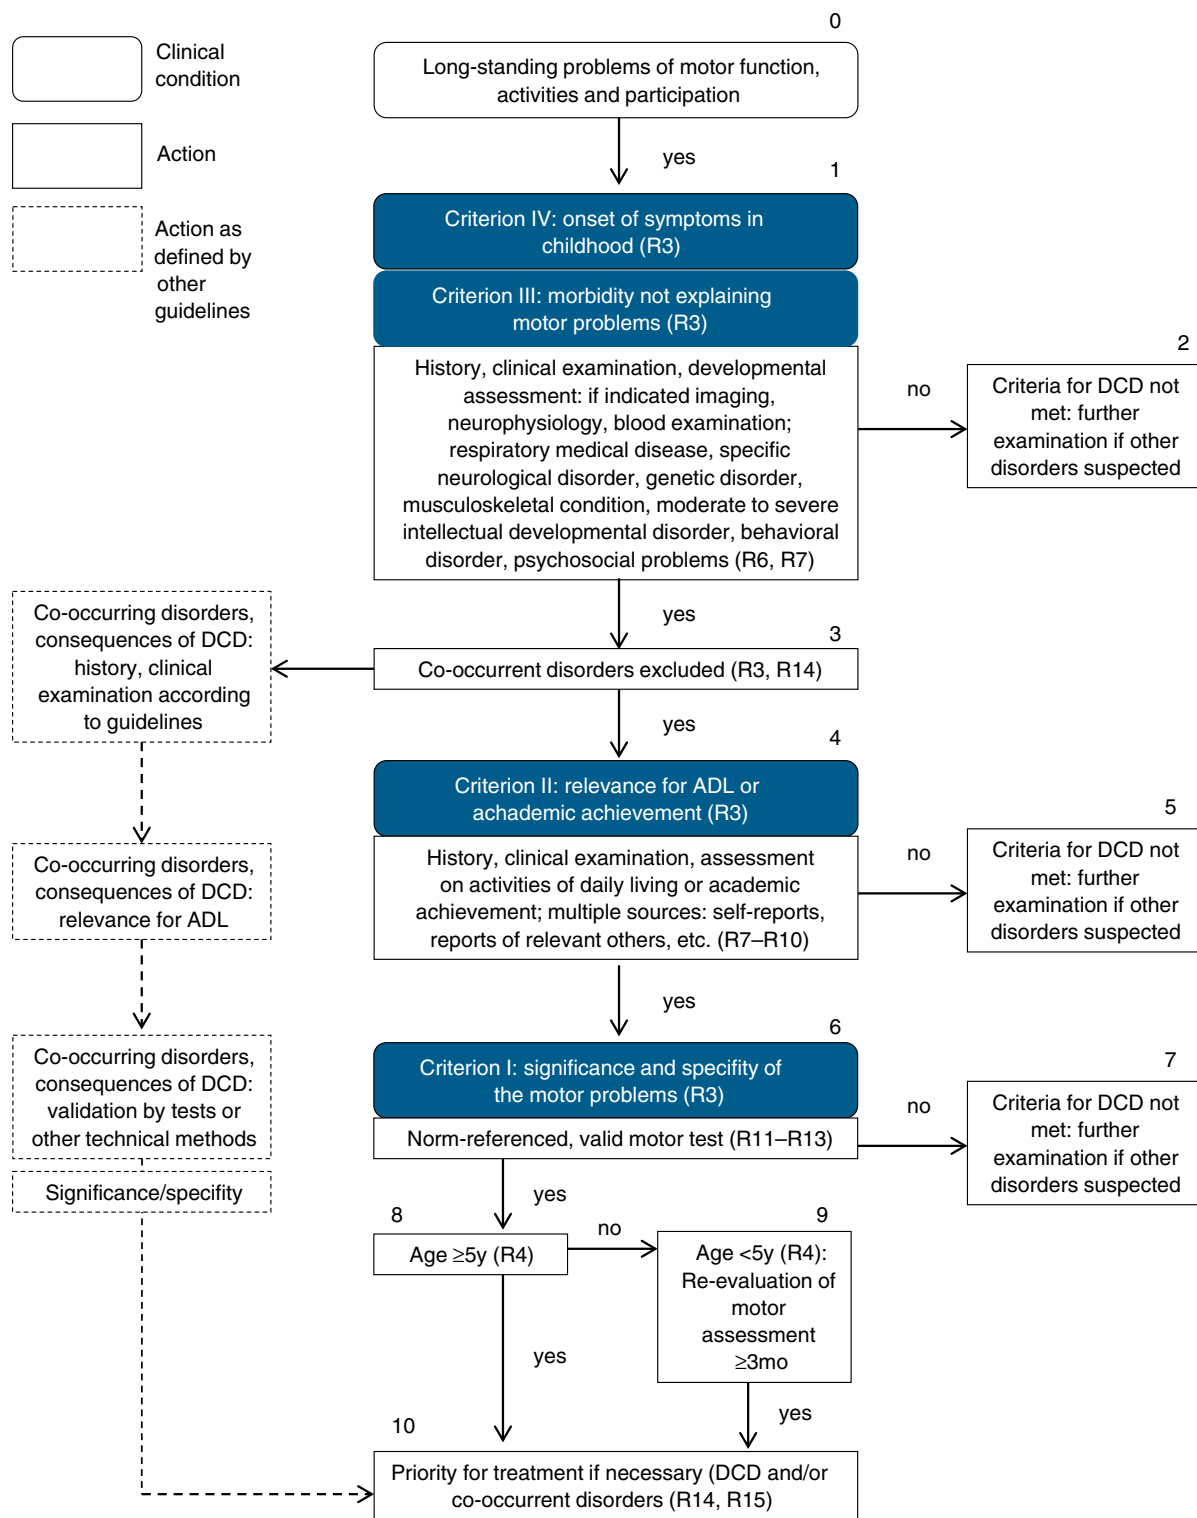 Clinical
condition
Action
Action as
defined by
other
guidelines
0
Long-standing problems of motor function,
activities and participation
yes
1
Criterion IV: onset of symptoms in
childhood (R3)
Criterion III: morbidity not explaining
motor problems (R3)
History, clinical examination, developmental
assessment: if indicated imaging,
neurophysiology, blood examination;
respiratory medical disease, specific
neurological disorder, genetic disorder,
musculoskeletal condition, moderate to severe
intellectual developmental disorder, behavioral
disorder, psychosocial problems (R6, R7)
no
2
Criteria for DCD not
met: further
examination if other
disorders suspected
yes
3
Co-occurrent disorders excluded (R3, R14)
Co-occurring disorders,
consequences of DCD:
history, clinical
examination according
to guidelines
yes
4
Criterion II: relevance for ADL or
achademic achievement (R3)
History, clinical examination, assessment
on activities of daily living or academic
achievement; multiple sources: self-reports,
reports of relevant others, etc. (R7–R10)
no
5
Criteria for DCD not
met: further
examination if other
disorders suspected
Co-occurring disorders,
consequences of DCD:
relevance for ADL
yes
6
Criterion I: significance and specifity of
the motor problems (R3)
Norm-referenced, valid motor test (R11–R13)
no
7
Criteria for DCD not
met: further
examination if other
disorders suspected
Co-occurring disorders,
consequences of DCD:
validation by tests or
other technical methods
Significance/specifity
yes
8
Age ≥5y (R4)
no
9
Age <5y (R4):
Re-evaluation of
motor
assessment
≥3mo
yes
yes
10
Priority for treatment if necessary (DCD and/or
co-occurrent disorders (R14, R15)